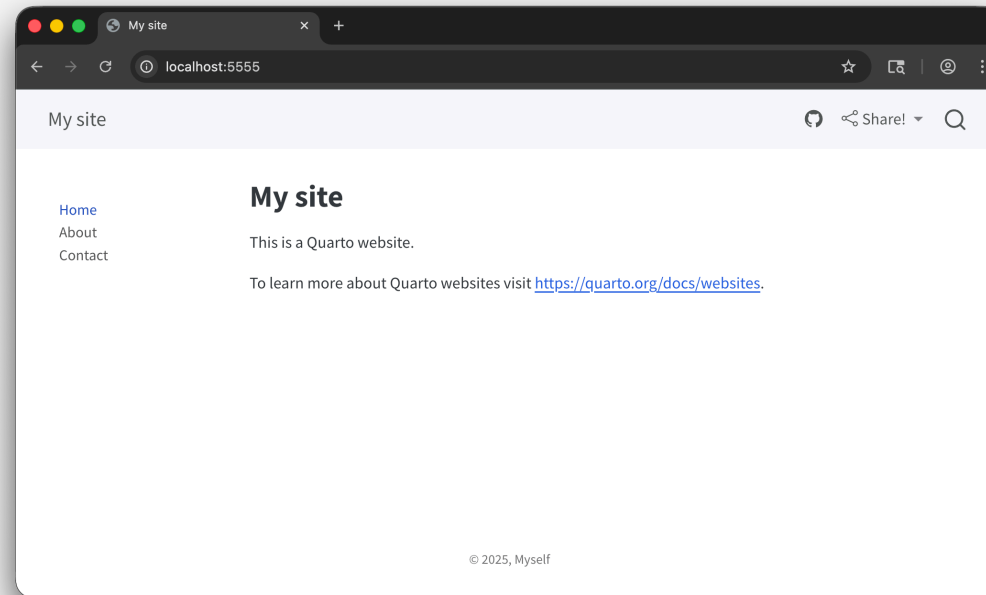 My site
localhost:5555
My site
Share!
Home
About
Contact
My site
This is a Quarto website.
To learn more about Quarto websites visit https://quarto.org/docs/websites.
© 2025, Myself